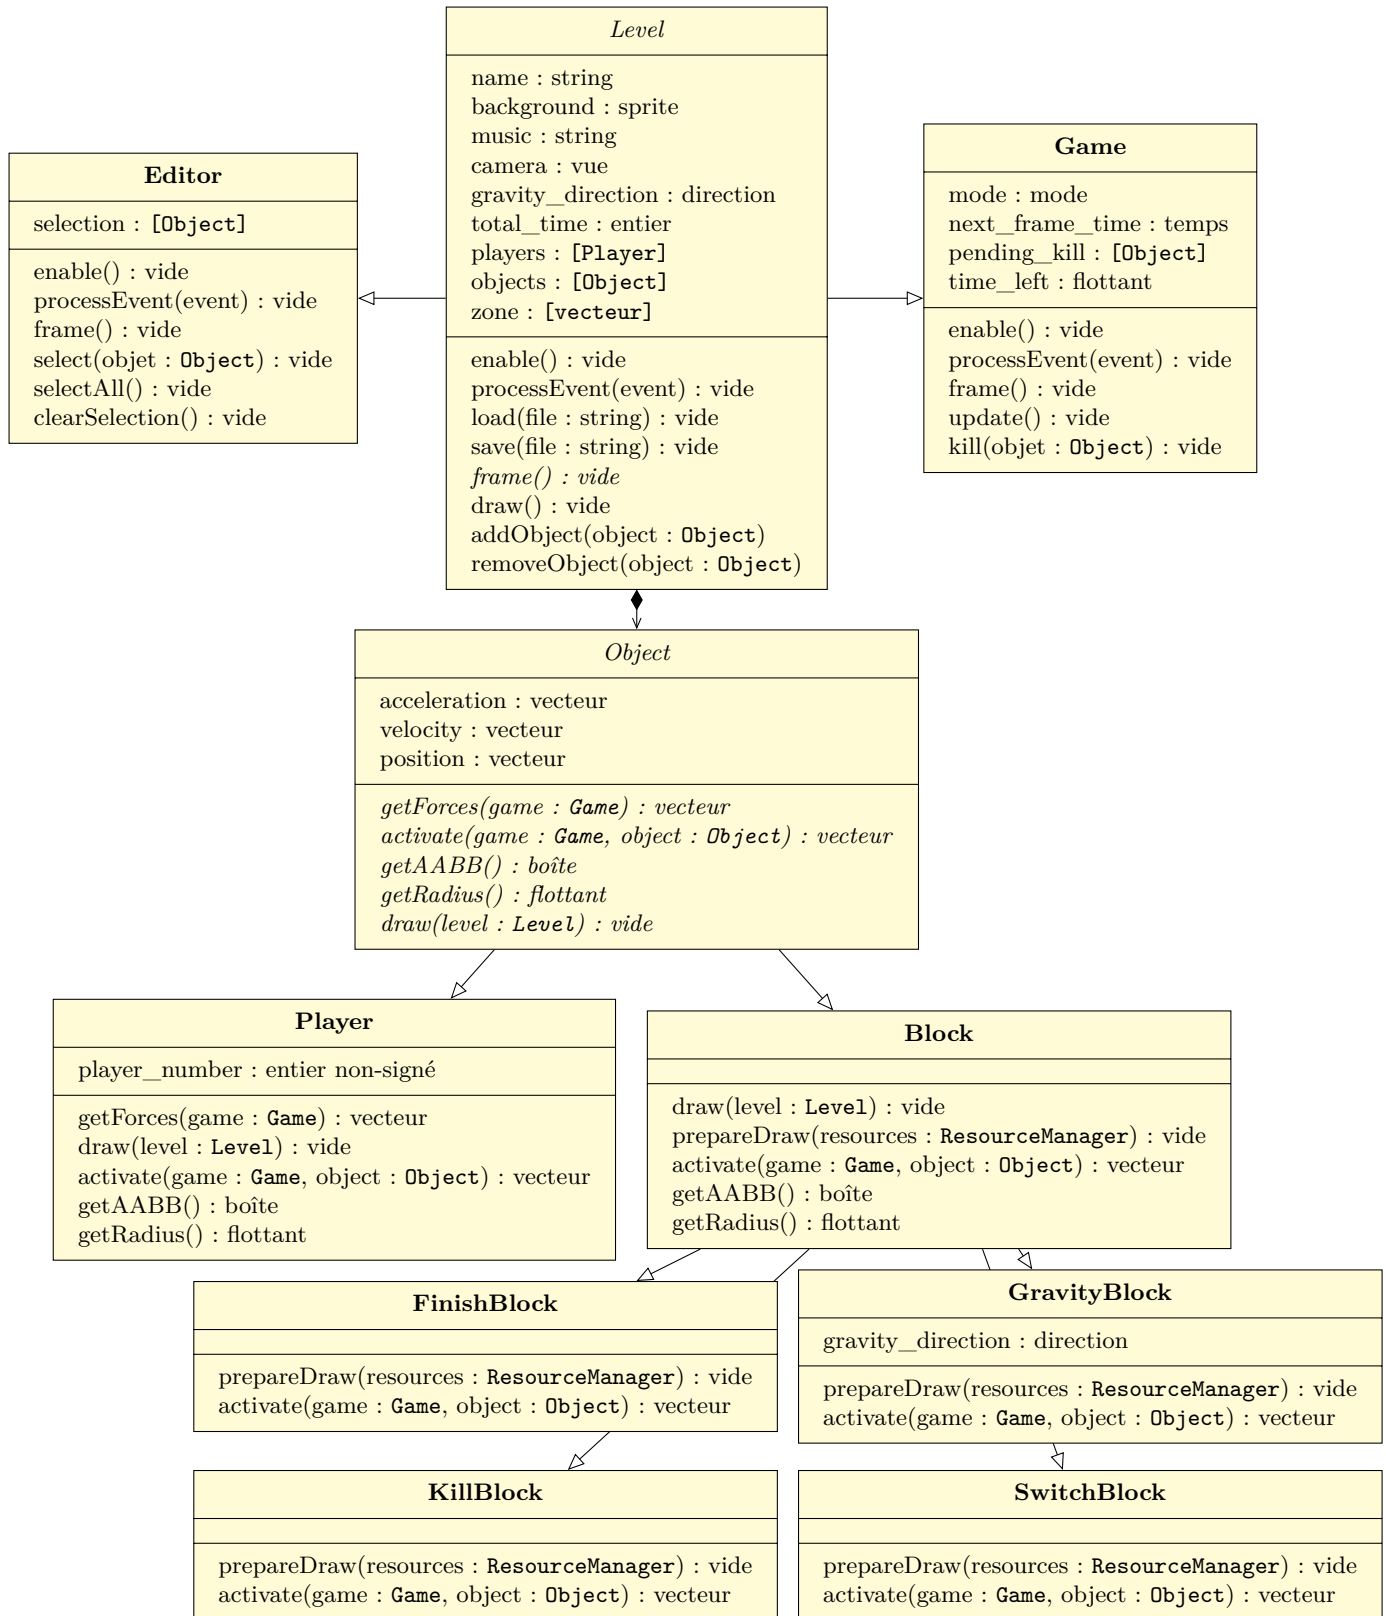 Level
name : string
background : sprite
music : string
camera : vue
gravity_direction : direction
total_time : entier
players : [Player]
objects : [Object]
zone : [vecteur]
enable() : vide
processEvent(event) : vide
load(file : string) : vide
save(file : string) : vide
frame() : vide
draw() : vide
addObject(object : Object)
removeObject(object : Object)
Editor
selection : [Object]
enable() : vide
processEvent(event) : vide
frame() : vide
select(objet : Object) : vide
selectAll() : vide
clearSelection() : vide
Game
mode : mode
next_frame_time : temps
pending_kill : [Object]
time_left : flottant
enable() : vide
processEvent(event) : vide
frame() : vide
update() : vide
kill(objet : Object) : vide
Object
acceleration : vecteur
velocity : vecteur
position : vecteur
getForces(game : Game) : vecteur
activate(game : Game, object : Object) : vecteur
getAABB() : boîte
getRadius() : flottant
draw(level : Level) : vide
Player
player_number : entier non-signé
getForces(game : Game) : vecteur
draw(level : Level) : vide
activate(game : Game, object : Object) : vecteur
getAABB() : boîte
getRadius() : flottant
Block
draw(level : Level) : vide
prepareDraw(resources : ResourceManager) : vide
activate(game : Game, object : Object) : vecteur
getAABB() : boîte
getRadius() : flottant
FinishBlock
prepareDraw(resources : ResourceManager) : vide
activate(game : Game, object : Object) : vecteur
GravityBlock
gravity_direction : direction
prepareDraw(resources : ResourceManager) : vide
activate(game : Game, object : Object) : vecteur
KillBlock
prepareDraw(resources : ResourceManager) : vide
activate(game : Game, object : Object) : vecteur
SwitchBlock
prepareDraw(resources : ResourceManager) : vide
activate(game : Game, object : Object) : vecteur